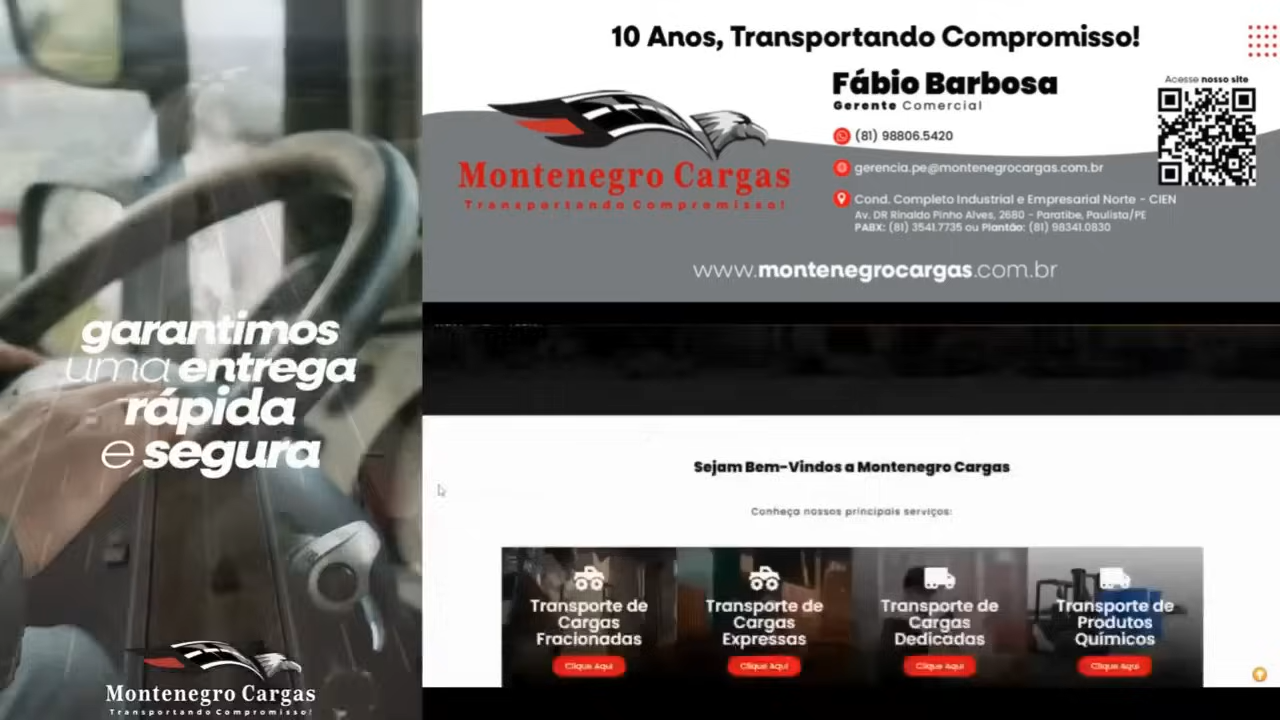 garantimos
uma entrega
rápida
e segura
Montenegro Cargas
Transportando Compromisso!
10 Anos, Transportando Compromisso!
Fábio Barbosa
Gerente Comercial
(81) 98806.5420
gerencia.pe@montenegrocargas.com.br
Cond. Completo Industrial e Empresarial Norte - CIEN
Av. DR Rinaldo Pinho Alves, 2680 - Paratibe, Paulista/PE
PABX: (81) 3541.7735 ou Plantão: (81) 98341.0830
Acesse nosso site
Montenegro Cargas
Transportando Compromisso!
www.montenegrocargas.com.br
Sejam Bem-Vindos a Montenegro Cargas
Conheça nossos principais serviços:
Transporte de
Cargas
Fracionadas
Clique Aqui
Transporte de
Cargas
Expressas
Clique Aqui
Transporte de
Cargas
Dedicadas
Clique Aqui
Transporte de
Produtos
Químicos
Clique Aqui